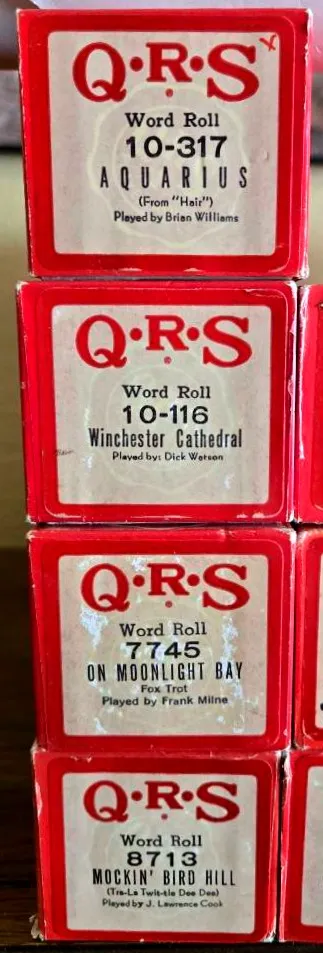 Q•R•S
Word Roll
10-317
AQUARIUS
(From "Hair")
Played by Brian Williams
Q•R•S
Word Roll
10-116
Winchester Cathedral
Played by: Dick Watson
Q•R•S
Word Roll
7745
ON MOONLIGHT BAY
Fox Trot
Played by Frank Milne
Q•R•S
Word Roll
8713
MOCKIN' BIRD HILL
(Tra-La Twit-tle Dee Dee)
Played by J. Lawrence Cook